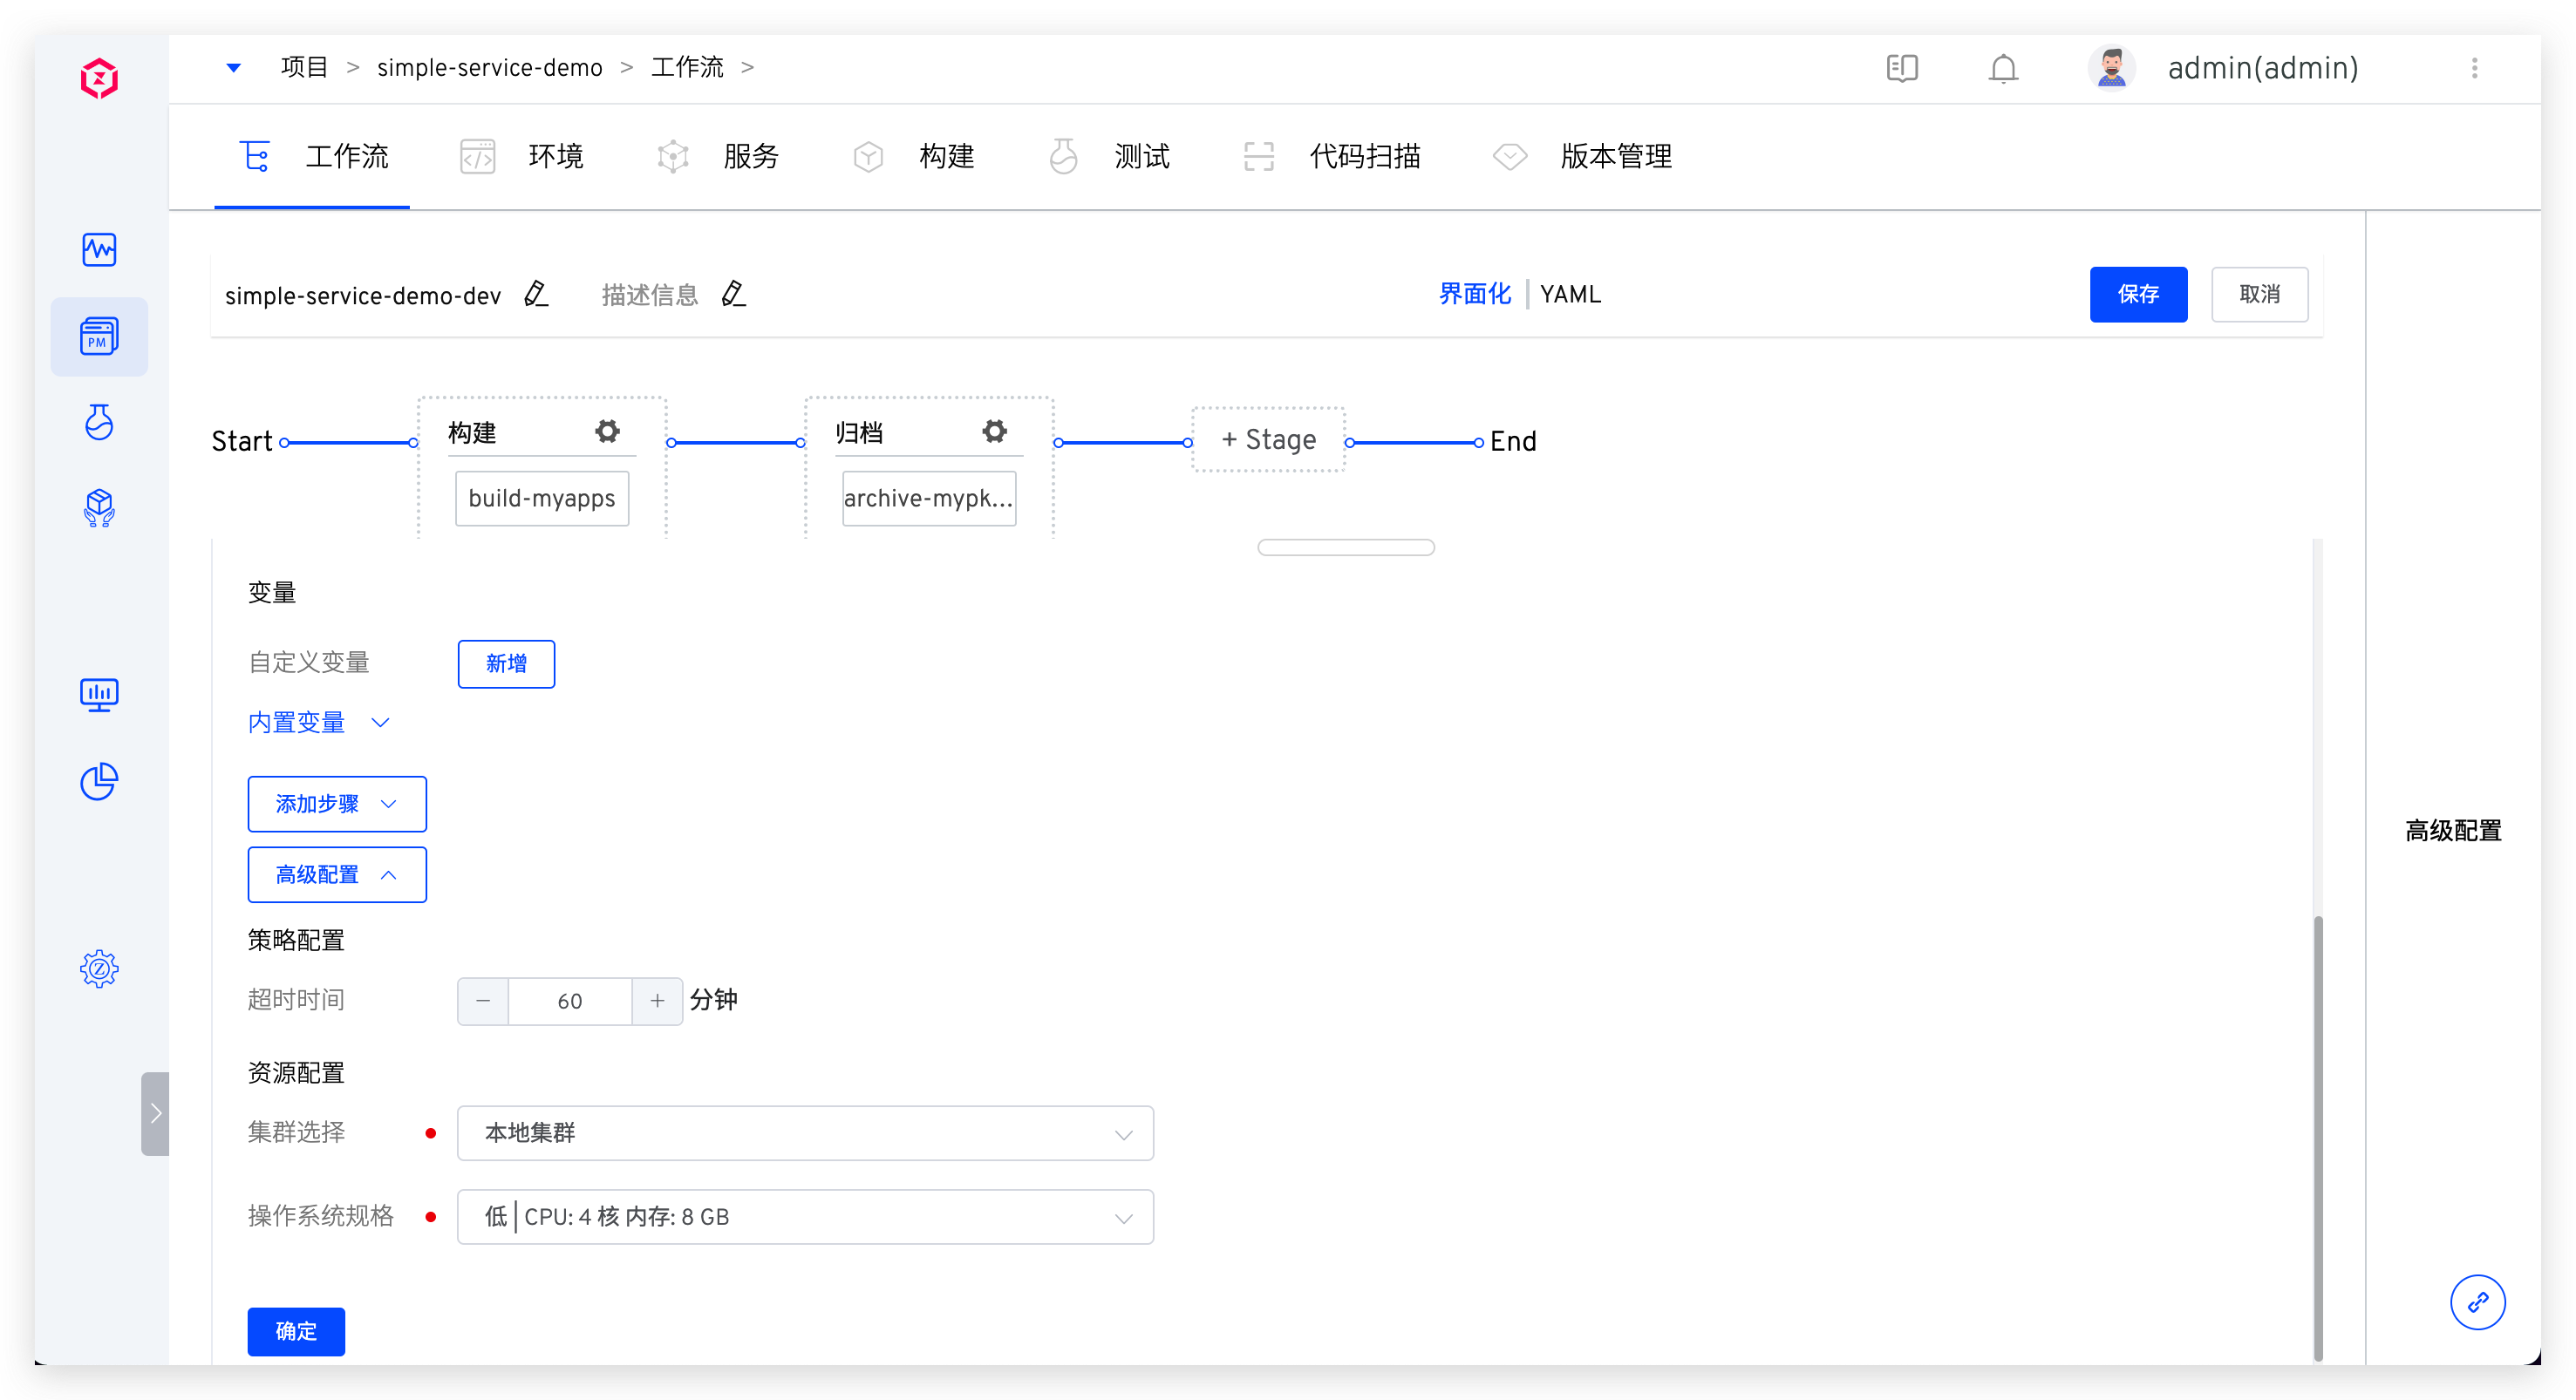 项目 > simple-service-demo > 工作流 >
admin(admin)
工作流 环境 服务 构建 测试 代码扫描 版本管理
simple-service-demo-dev 描述信息 界面化 YAML 保存 取消
Start 构建 归档 + Stage End
build-myapps archive-mypk...
变量
自定义变量 新增
内置变量
添加步骤
高级配置
高级配置
策略配置
超时时间 − 60 + 分钟
资源配置
集群选择 本地集群
操作系统规格 低 | CPU: 4 核 内存: 8 GB
确定
PM
Z